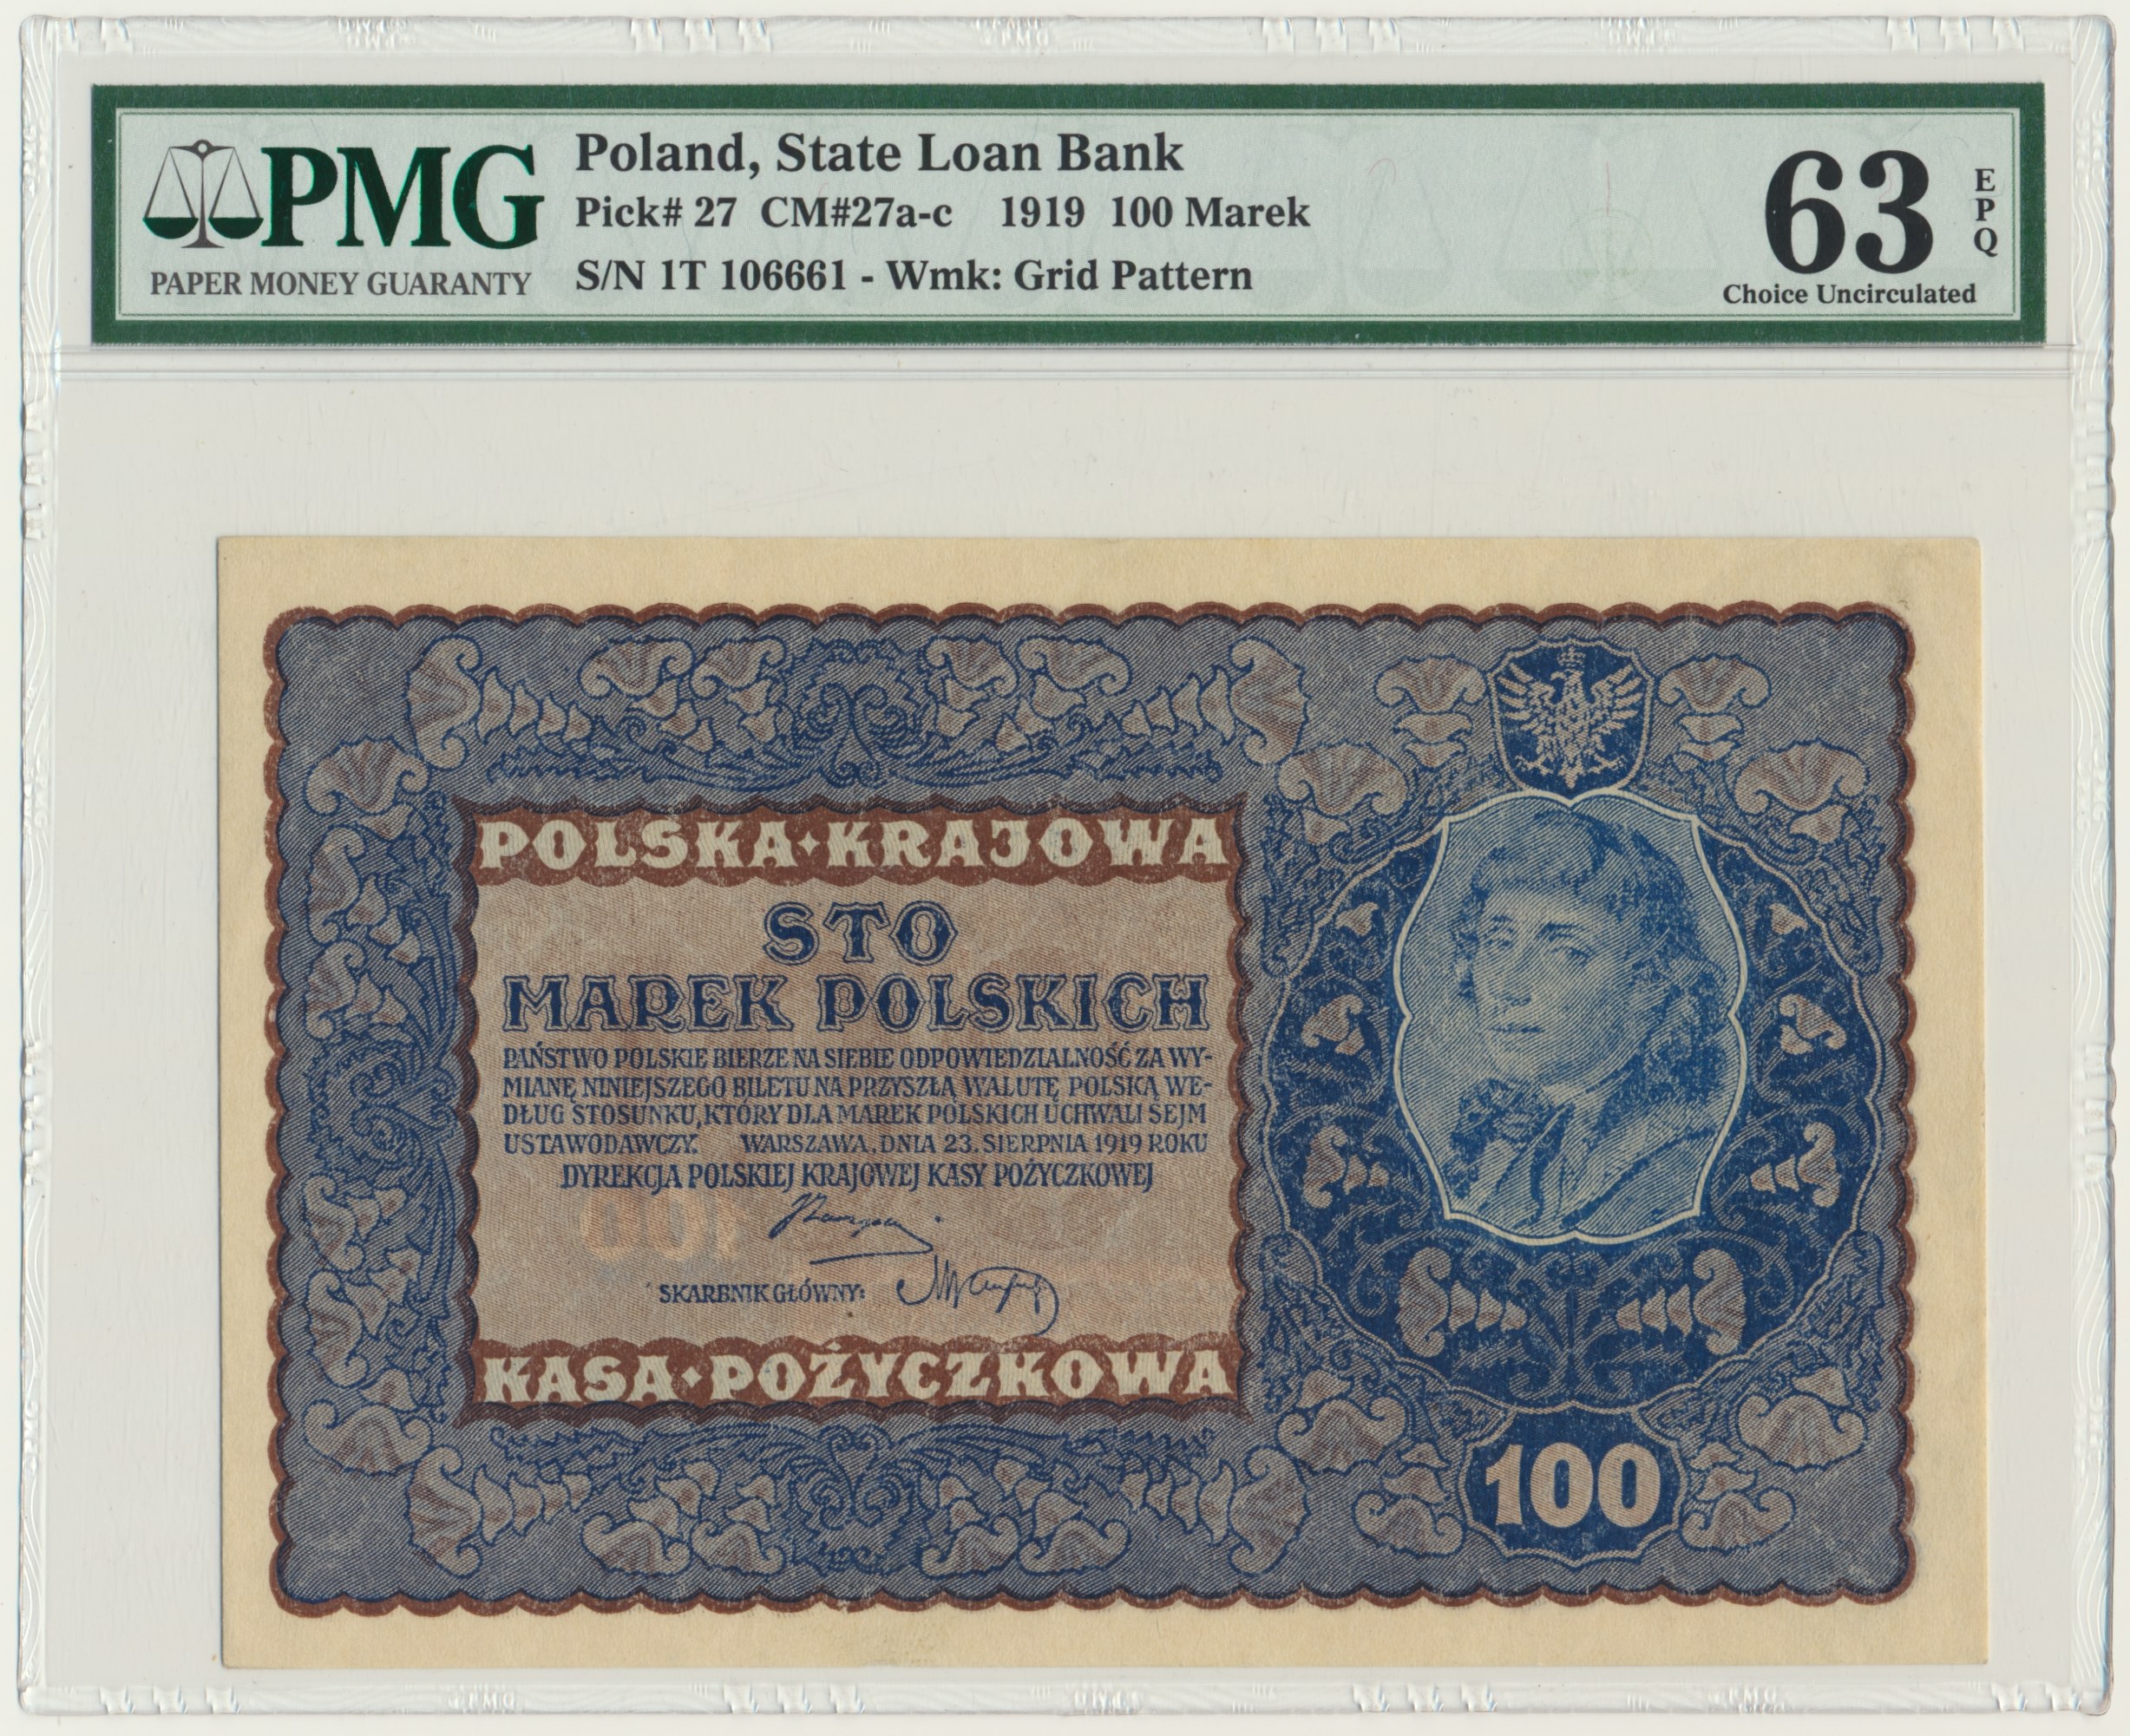 PMG
PAPER MONEY GUARANTY
Poland, State Loan Bank
Pick# 27 CM#27a-c 1919 100 Marek
S/N 1T 106661 - Wmk: Grid Pattern
63
EPQ
Choice Uncirculated
POLSKA·KRAJOWA
STO
MAREK POLSKICH
PAŃSTWO POLSKIE BIERZE NA SIEBIE ODPOWIEDZIALNOŚĆ ZA WY-
MIANĘ NINIEJSZEGO BILETU NA PRZYSZŁĄ WALUTĘ POLSKĄ WE-
DŁUG STOSUNKU, KTÓRY DLA MAREK POLSKICH UCHWALI SEJM
USTAWODAWCZY. WARSZAWA, DNIA 23. SIERPNIA 1919 ROKU
DYREKCJA POLSKIEJ KRAJOWEJ KASY POŻYCZKOWEJ
SKARBNIK GŁÓWNY:
KASA·POŻYCZKOWA
100